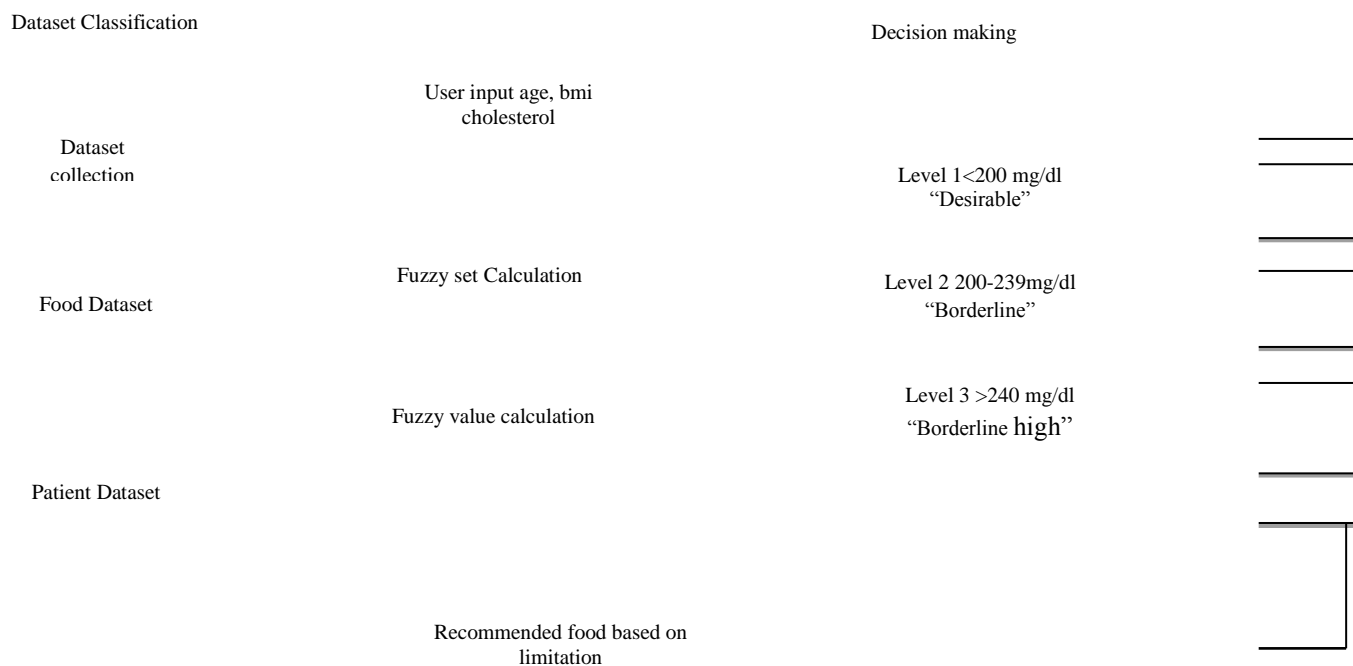 Dataset Classification
Decision making
User input age, bmi
cholesterol
Dataset
collection
Level 1<200 mg/dl
“Desirable”
Fuzzy set Calculation
Level 2 200-239mg/dl
“Borderline”
Food Dataset
Level 3 >240 mg/dl
“Borderline high”
Fuzzy value calculation
Patient Dataset
Recommended food based on
limitation